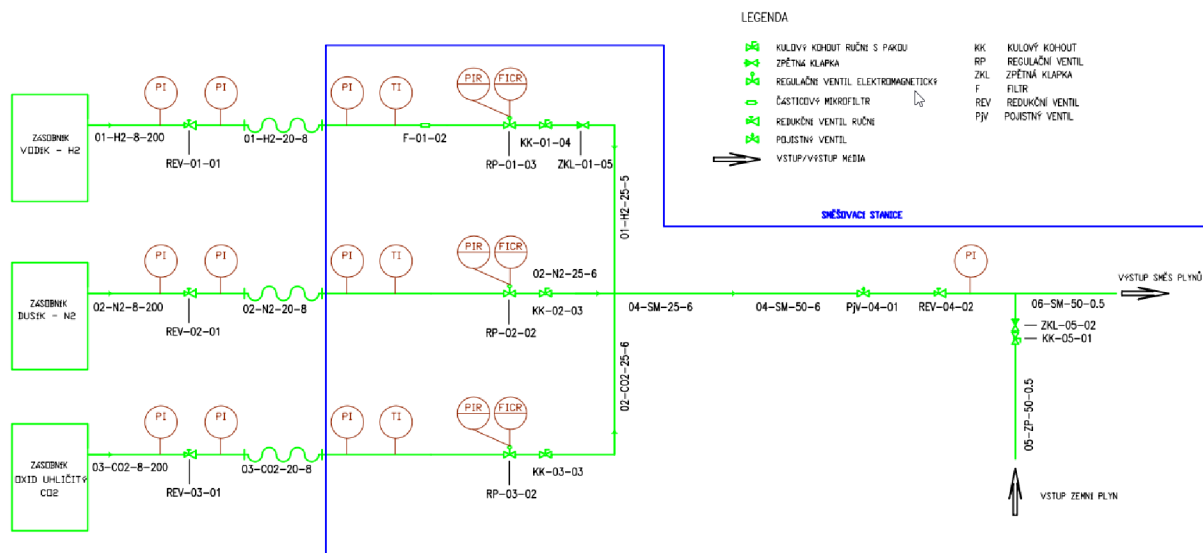 LEGENDA
KULOVÝ KOHOUT RUČNÍ S PÁKOU
ZPĚTNÁ KLAPKA
REGULAČNÍ VENTIL ELEKTROMAGNETICKÝ
ČÁSTICOVÝ MIKROFILTR
REDUKČNÍ VENTIL RUČNÍ
POJISTNÝ VENTIL
VSTUP/VÝSTUP MÉDIA
KK KULOVÝ KOHOUT
RP REGULAČNÍ VENTIL
ZKL ZPĚTNÁ KLAPKA
F FILTR
REV REDUKČNÍ VENTIL
PjV POJISTNÝ VENTIL
PI PI PI TI PIR FICR
ZÁSOBNÍK
VODÍK - H2
01-H2-8-200
REV-01-01
01-H2-20-8
F-01-02
RP-01-03
KK-01-04
ZKL-01-05
01-H2-25-5
SMĚŠOVACÍ STANICE
PI PI PI TI PIR FICR
PI
ZÁSOBNÍK
DUSÍK - N2
02-N2-8-200
REV-02-01
02-N2-20-8
RP-02-02
02-N2-25-6
KK-02-03
04-SM-25-6
04-SM-50-6
PjV-04-01
REV-04-02
VÝSTUP SMĚS PLYNŮ
06-SM-50-0.5
ZKL-05-02
KK-05-01
02-CO2-25-6
05-ZP-50-0.5
PI PI PI TI PIR FICR
ZÁSOBNÍK
OXID UHLIČITÝ
CO2
03-CO2-8-200
REV-03-01
03-CO2-20-8
RP-03-02
KK-03-03
VSTUP ZEMNÍ PLYN